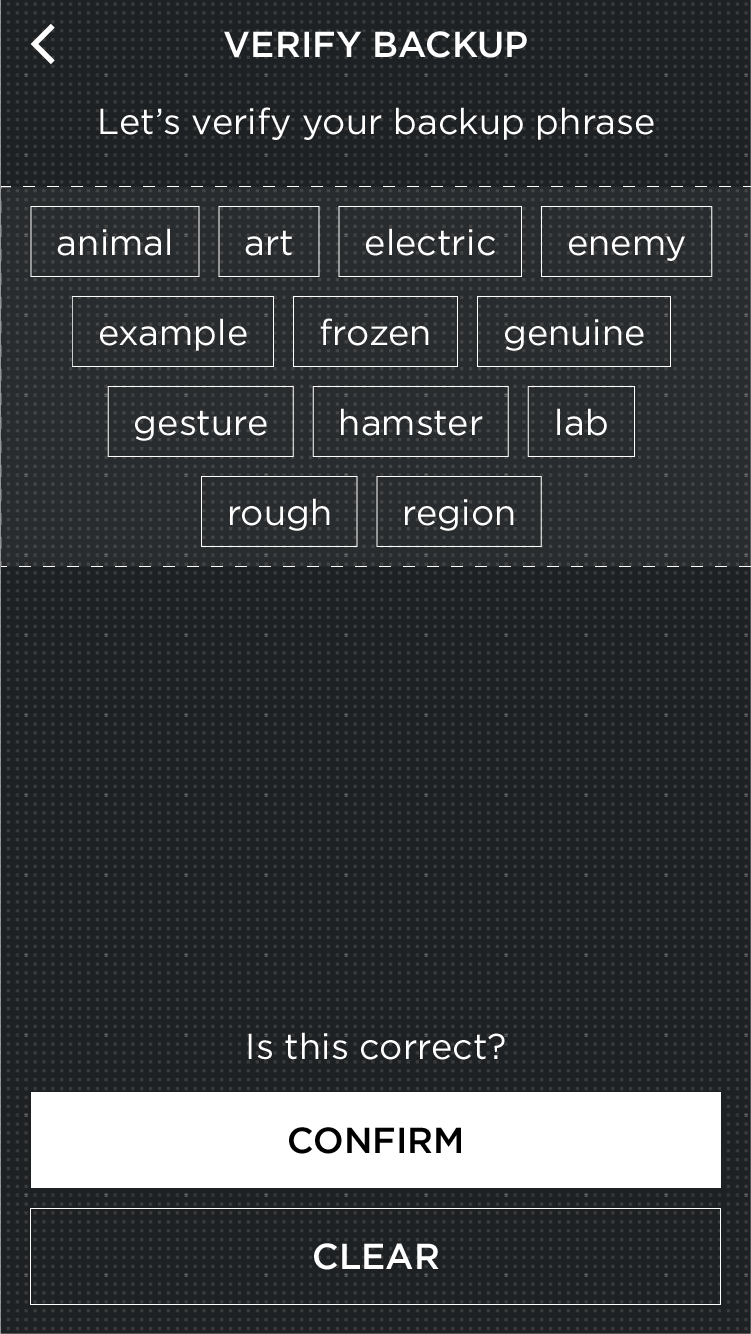 VERIFY BACKUP
Let’s verify your backup phrase
animal art electric enemy
example frozen genuine
gesture hamster lab
rough region
Is this correct?
CONFIRM
CLEAR